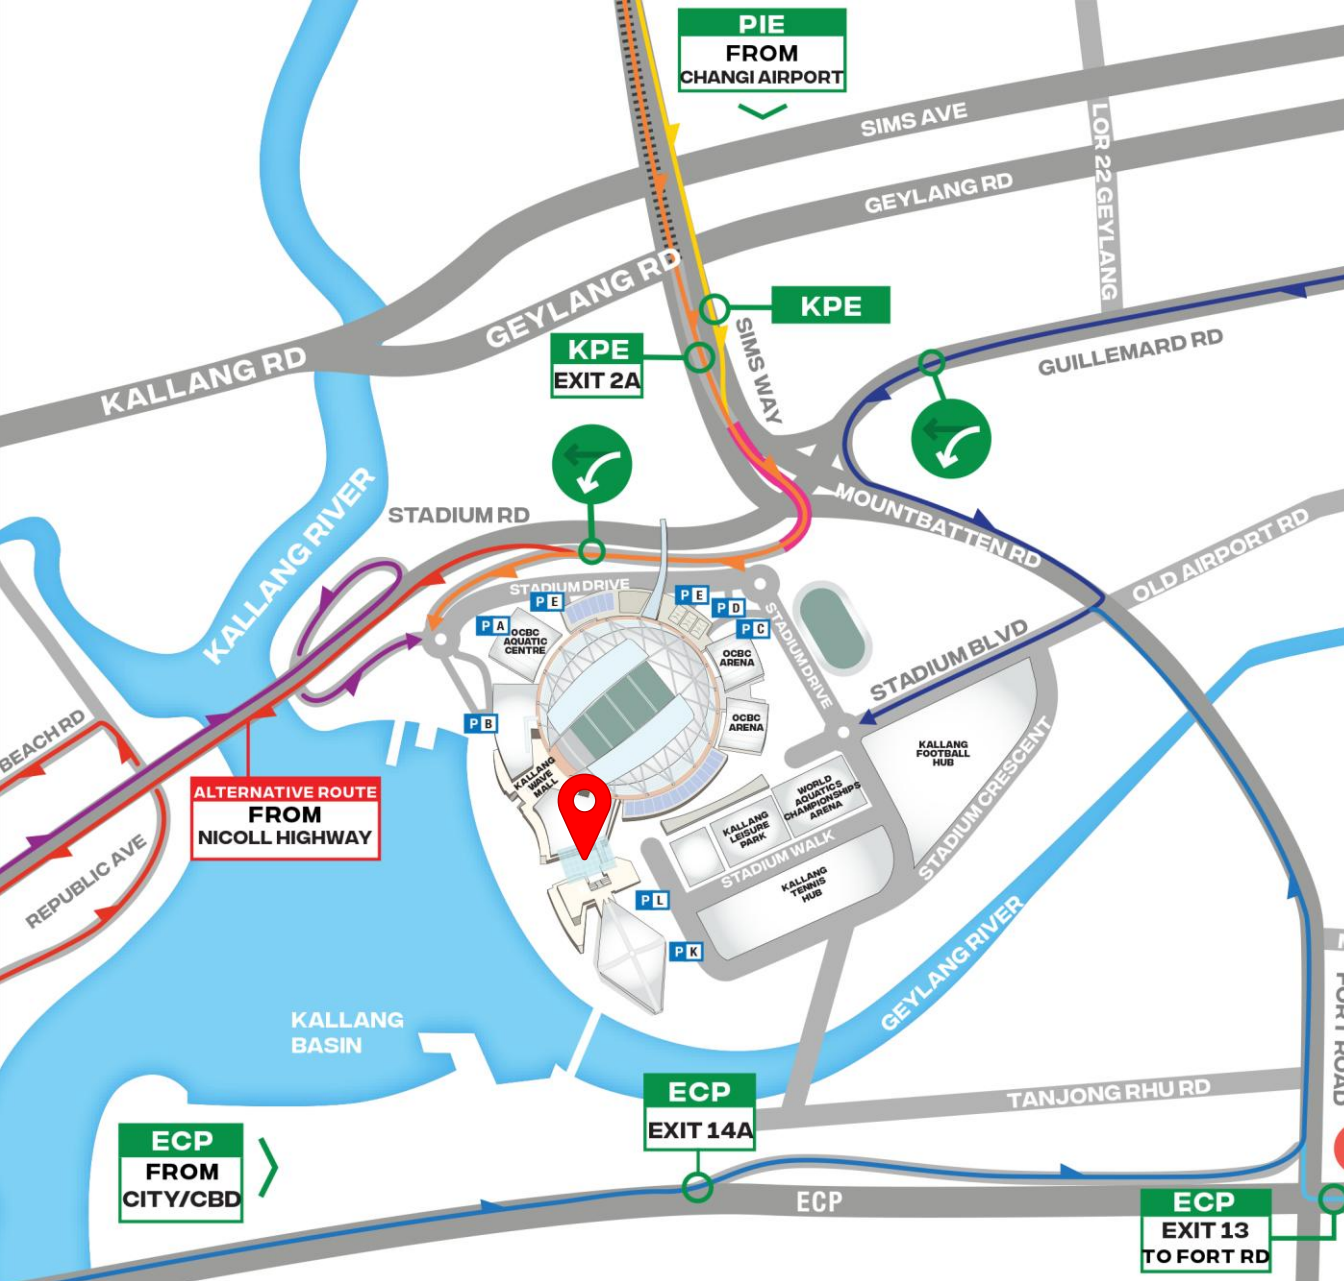 PIE
FROM
CHANGI AIRPORT
SIMS AVE
LOR 22 GEYLANG
GEYLANG RD
GEYLANG RD
KPE
SIMS WAY
KPE
EXIT 2A
KALLANG RD
GUILLEMARD RD
KALLANG RIVER
STADIUM RD
MOUNTBATTEN RD
OLD AIRPORT RD
STADIUM DRIVE
P E
P E
P D
P A
P C
OCBC
AQUATIC
CENTRE
OCBC
ARENA
STADIUM DRIVE
STADIUM BLVD
P B
OCBC
ARENA
BEACH RD
KALLANG
FOOTBALL
HUB
STADIUM CRESCENT
KALLANG
WAVE
MALL
ALTERNATIVE ROUTE
FROM
NICOLL HIGHWAY
WORLD
AQUATICS
CHAMPIONSHIPS
ARENA
KALLANG
LEISURE
PARK
STADIUM WALK
REPUBLIC AVE
KALLANG
TENNIS
HUB
P L
P K
GEYLANG RIVER
FORT ROAD
KALLANG
BASIN
ECP
EXIT 14A
TANJONG RHU RD
ECP
FROM
CITY/CBD
ECP
ECP
EXIT 13
TO FORT RD